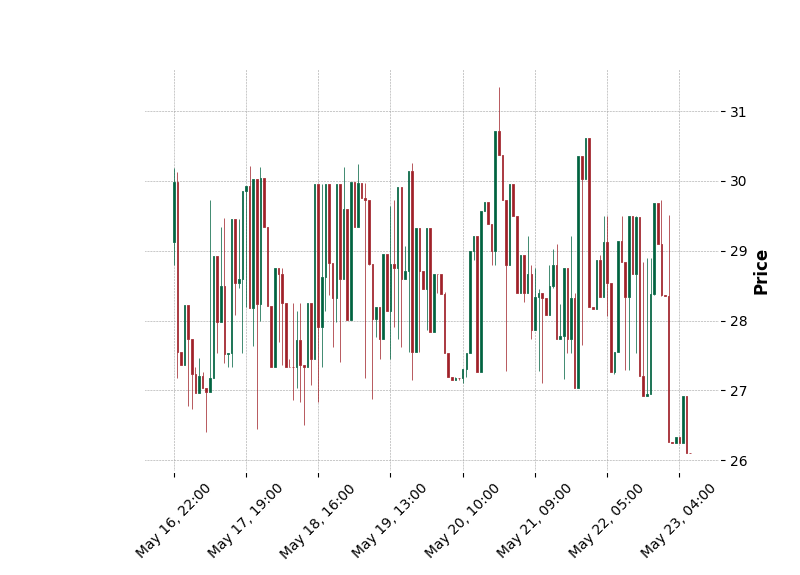 31
30
29
28
27
26
Price
May 16, 22:00
May 17, 19:00
May 18, 16:00
May 19, 13:00
May 20, 10:00
May 21, 09:00
May 22, 05:00
May 23, 04:00